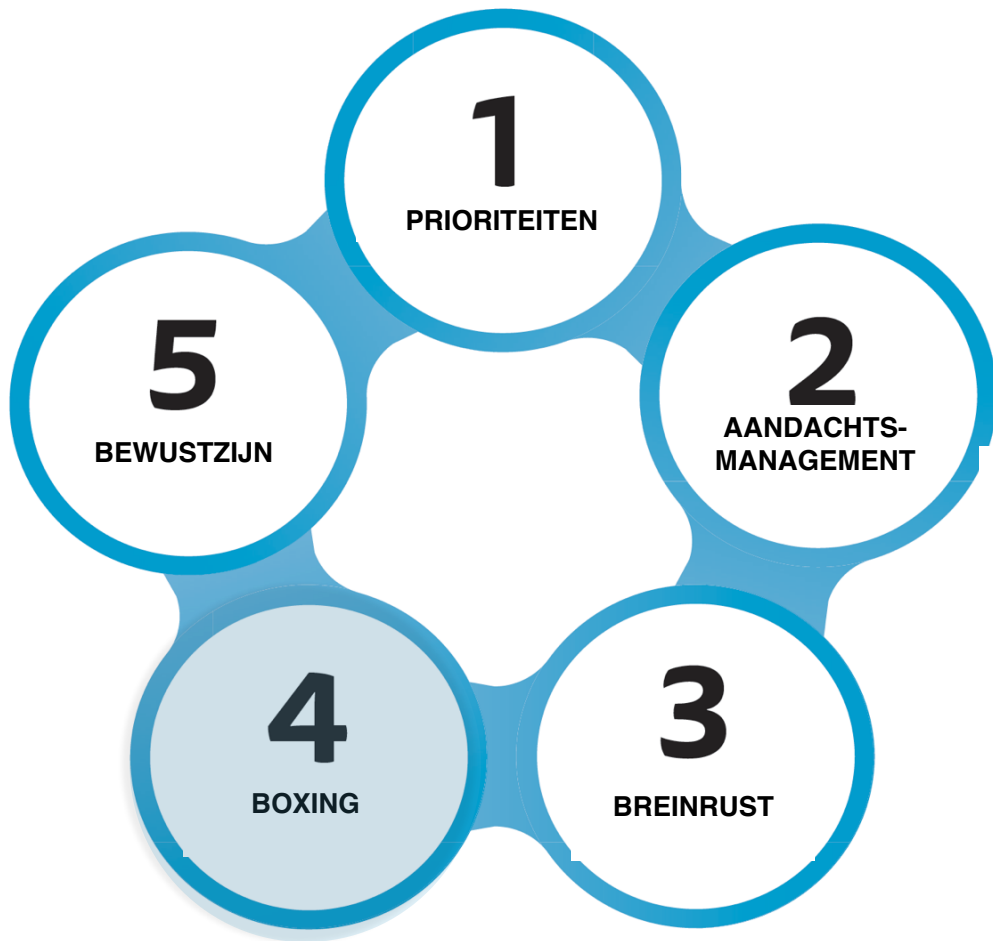 1
PRIORITEITEN
2
AANDACHTS-
MANAGEMENT
3
BREINRUST
4
BOXING
5
BEWUSTZIJN